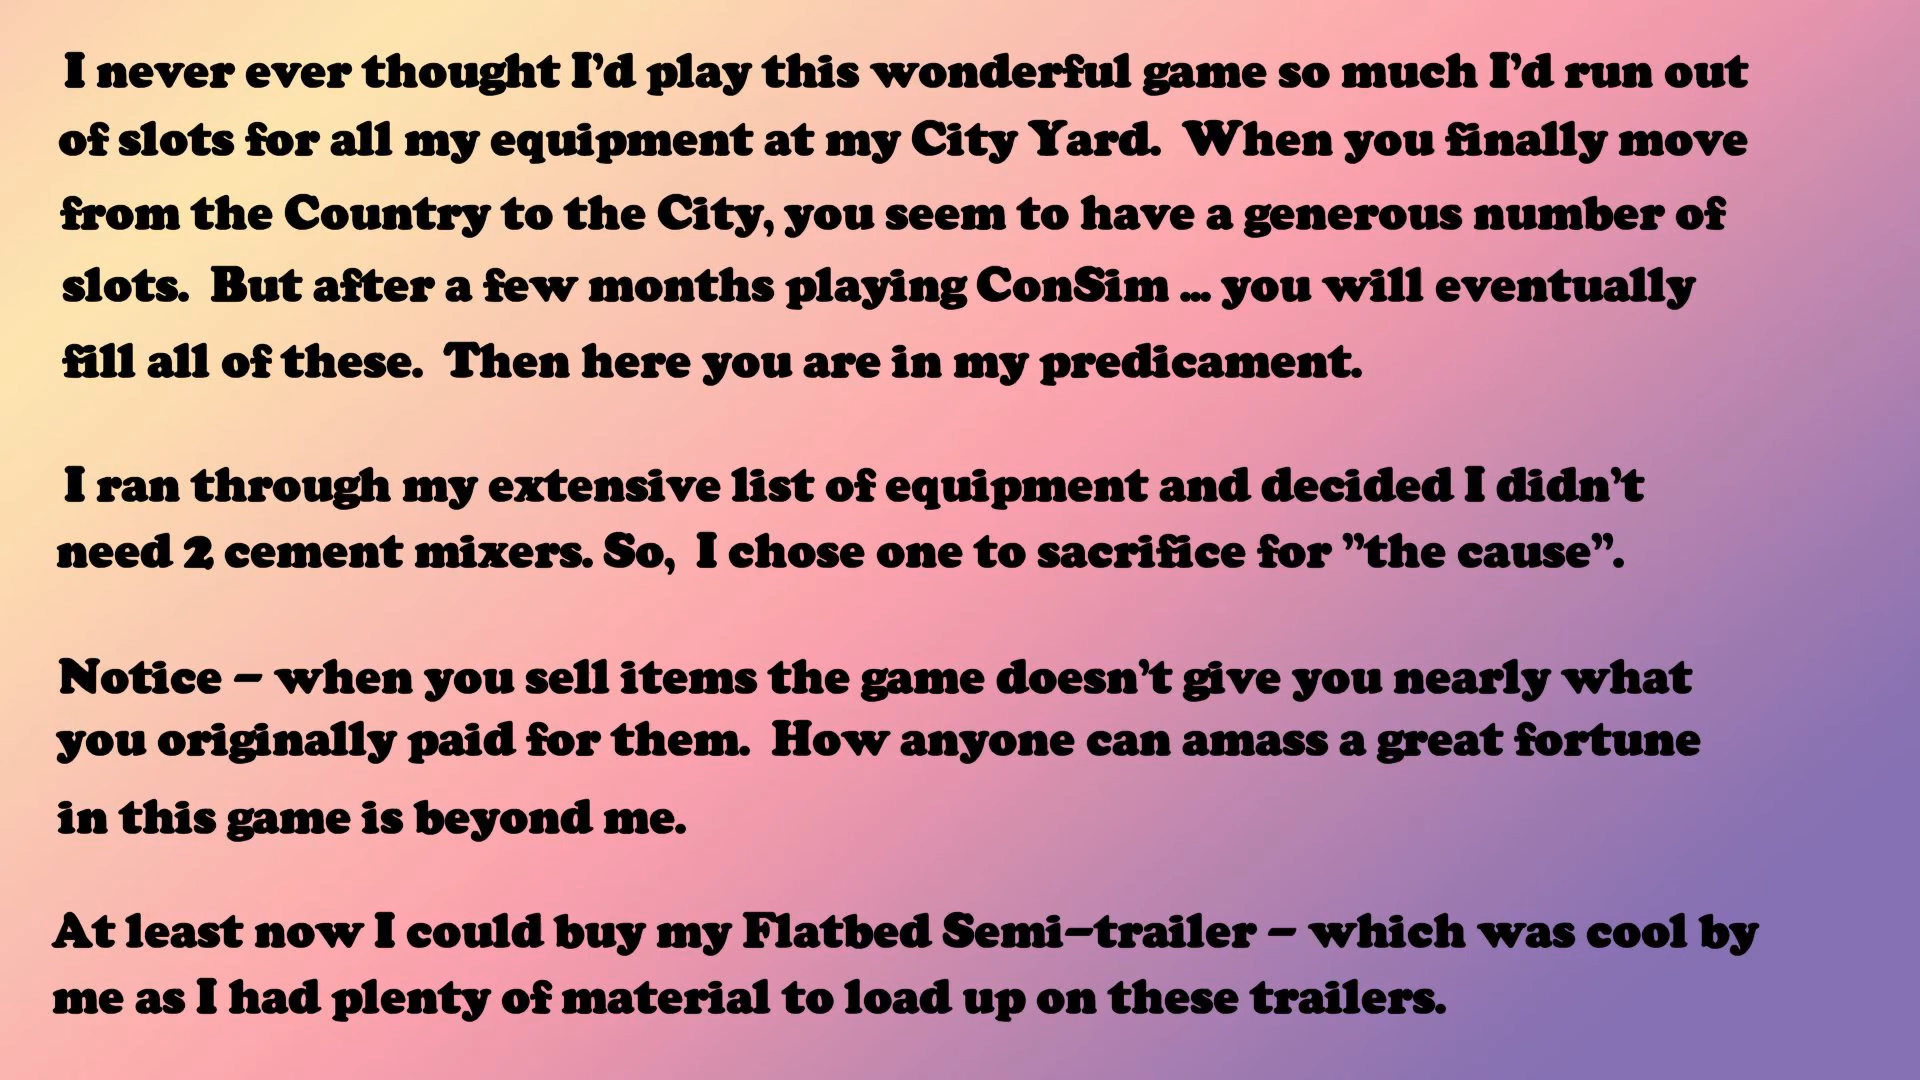 I never ever thought I’d play this wonderful game so much I’d run out
of slots for all my equipment at my City Yard.  When you finally move
from the Country to the City, you seem to have a generous number of
slots.  But after a few months playing ConSim ... you will eventually
fill all of these.  Then here you are in my predicament.
I ran through my extensive list of equipment and decided I didn’t
need 2 cement mixers. So,  I chose one to sacrifice for ”the cause”.
Notice – when you sell items the game doesn’t give you nearly what
you originally paid for them.  How anyone can amass a great fortune
in this game is beyond me.
At least now I could buy my Flatbed Semi–trailer – which was cool by
me as I had plenty of material to load up on these trailers.